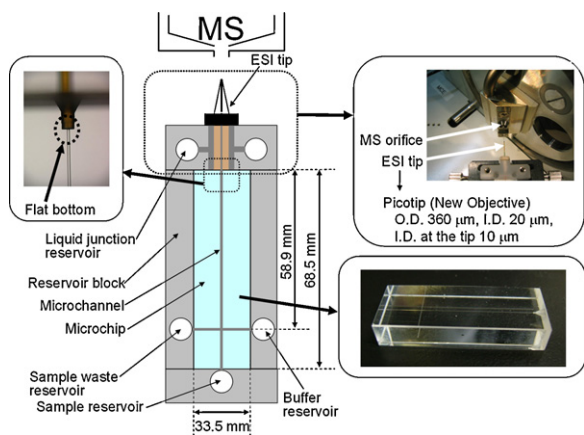 MS
ESI tip
Flat bottom
Liquid junction
reservoir
Reservoir block
Microchannel
Microchip
Sample waste
reservoir
Sample reservoir
Buffer
reservoir
33.5 mm
58.9 mm
68.5 mm
MS orifice
ESI tip
Picotip (New Objective)
O.D. 360 μm, I.D. 20 μm,
I.D. at the tip 10 μm